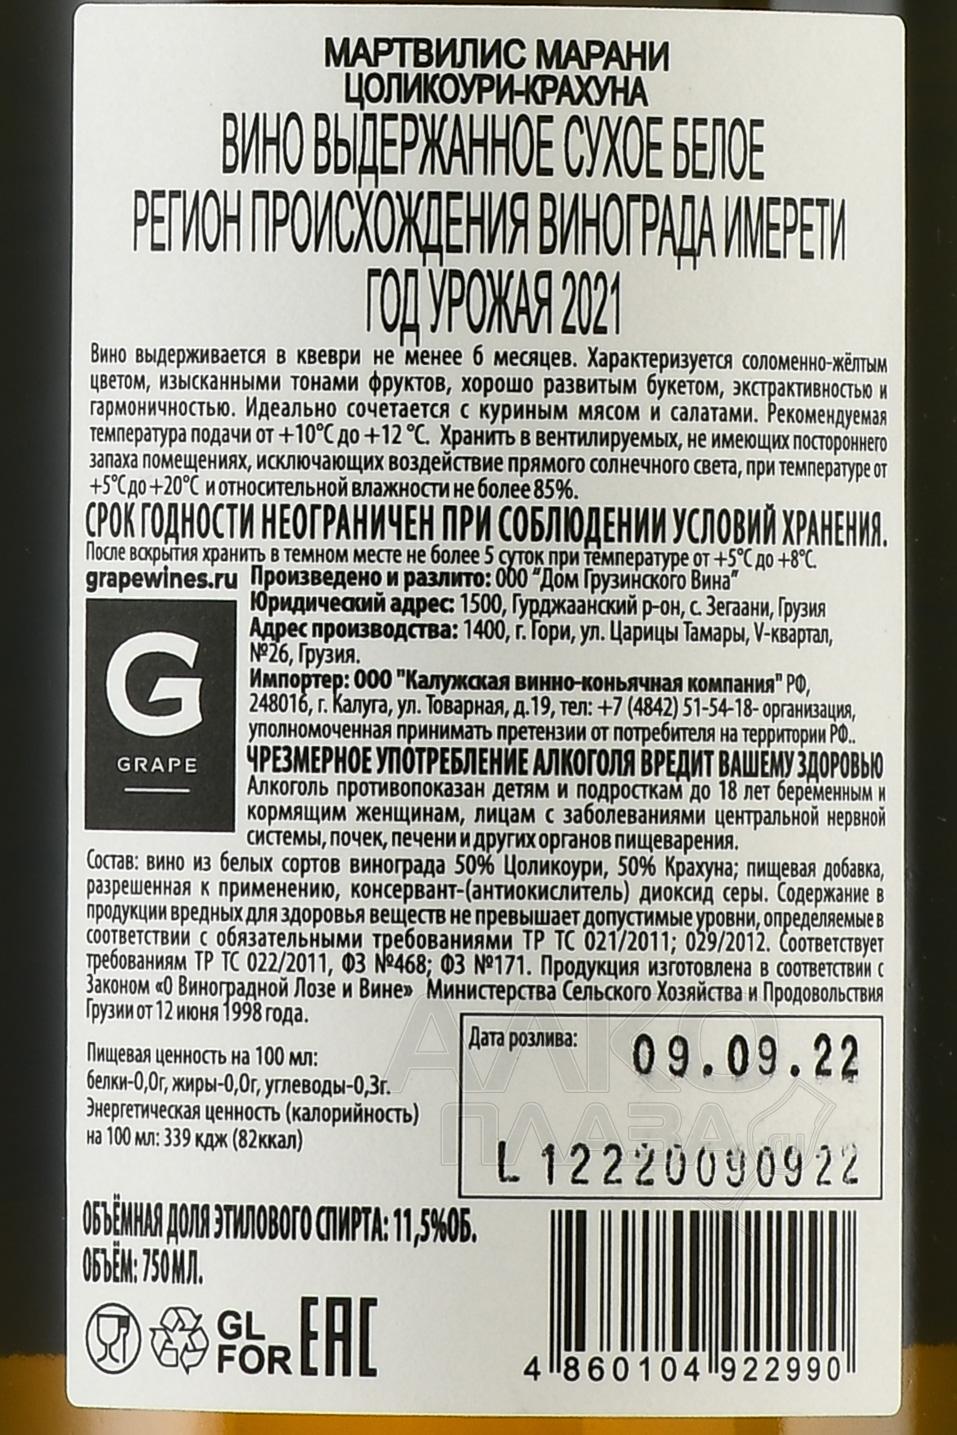 МАРТВИЛИС МАРАНИ
ЦОЛИКОУРИ-КРАХУНА
ВИНО ВЫДЕРЖАННОЕ СУХОЕ БЕЛОЕ
РЕГИОН ПРОИСХОЖДЕНИЯ ВИНОГРАДА ИМЕРЕТИ
ГОД УРОЖАЯ 2021
Вино выдерживается в квеври не менее 6 месяцев. Характеризуется соломенно-жёлтым
цветом, изысканными тонами фруктов, хорошо развитым букетом, экстрактивностью и
гармоничностью. Идеально сочетается с куриным мясом и салатами. Рекомендуемая
температура подачи от +10°С до +12 °С. Хранить в вентилируемых, не имеющих постороннего
запаха помещениях, исключающих воздействие прямого солнечного света, при температуре от
+5°С до +20°С и относительной влажности не более 85%.
СРОК ГОДНОСТИ НЕОГРАНИЧЕН ПРИ СОБЛЮДЕНИИ УСЛОВИЙ ХРАНЕНИЯ.
После вскрытия хранить в темном месте не более 5 суток при температуре от +5°С до +8°С.
grapewines.ru
G
GRAPE
Произведено и разлито: ООО "Дом Грузинского Вина"
Юридический адрес: 1500, Гурджаанский р-он, с. Зегаани, Грузия
Адрес производства: 1400, г. Гори, ул. Царицы Тамары, V-квартал,
№26, Грузия.
Импортер: ООО "Калужская винно-коньячная компания" РФ,
248016, г. Калуга, ул. Товарная, д.19, тел: +7 (4842) 51-54-18- организация,
уполномоченная принимать претензии от потребителя на территории РФ..
ЧРЕЗМЕРНОЕ УПОТРЕБЛЕНИЕ АЛКОГОЛЯ ВРЕДИТ ВАШЕМУ ЗДОРОВЬЮ
Алкоголь противопоказан детям и подросткам до 18 лет беременным и
кормящим женщинам, лицам с заболеваниями центральной нервной
системы, почек, печени и других органов пищеварения.
Состав: вино из белых сортов винограда 50% Цоликоури, 50% Крахуна; пищевая добавка,
разрешенная к применению, консервант-(антиокислитель) диоксид серы. Содержание в
продукции вредных для здоровья веществ не превышает допустимые уровни, определяемые в
соответствии с обязательными требованиями ТР ТС 021/2011; 029/2012. Соответствует
требованиям ТР ТС 022/2011, ФЗ №468; ФЗ №171. Продукция изготовлена в соответствии с
Законом «О Виноградной Лозе и Вине» Министерства Сельского Хозяйства и Продовольствия
Грузии от 12 июня 1998 года.
Пищевая ценность на 100 мл:
белки-0,0г, жиры-0,0г, углеводы-0,3г.
Энергетическая ценность (калорийность)
на 100 мл: 339 кдж (82ккал)
Дата розлива:
09.09.22
L12220090922
АЛКО
ПЛАЗА.ru
ОБЪЁМНАЯ ДОЛЯ ЭТИЛОВОГО СПИРТА: 11,5%ОБ.
ОБЪЁМ: 750 МЛ.
GL
FOR
EAC
4 860104 922990